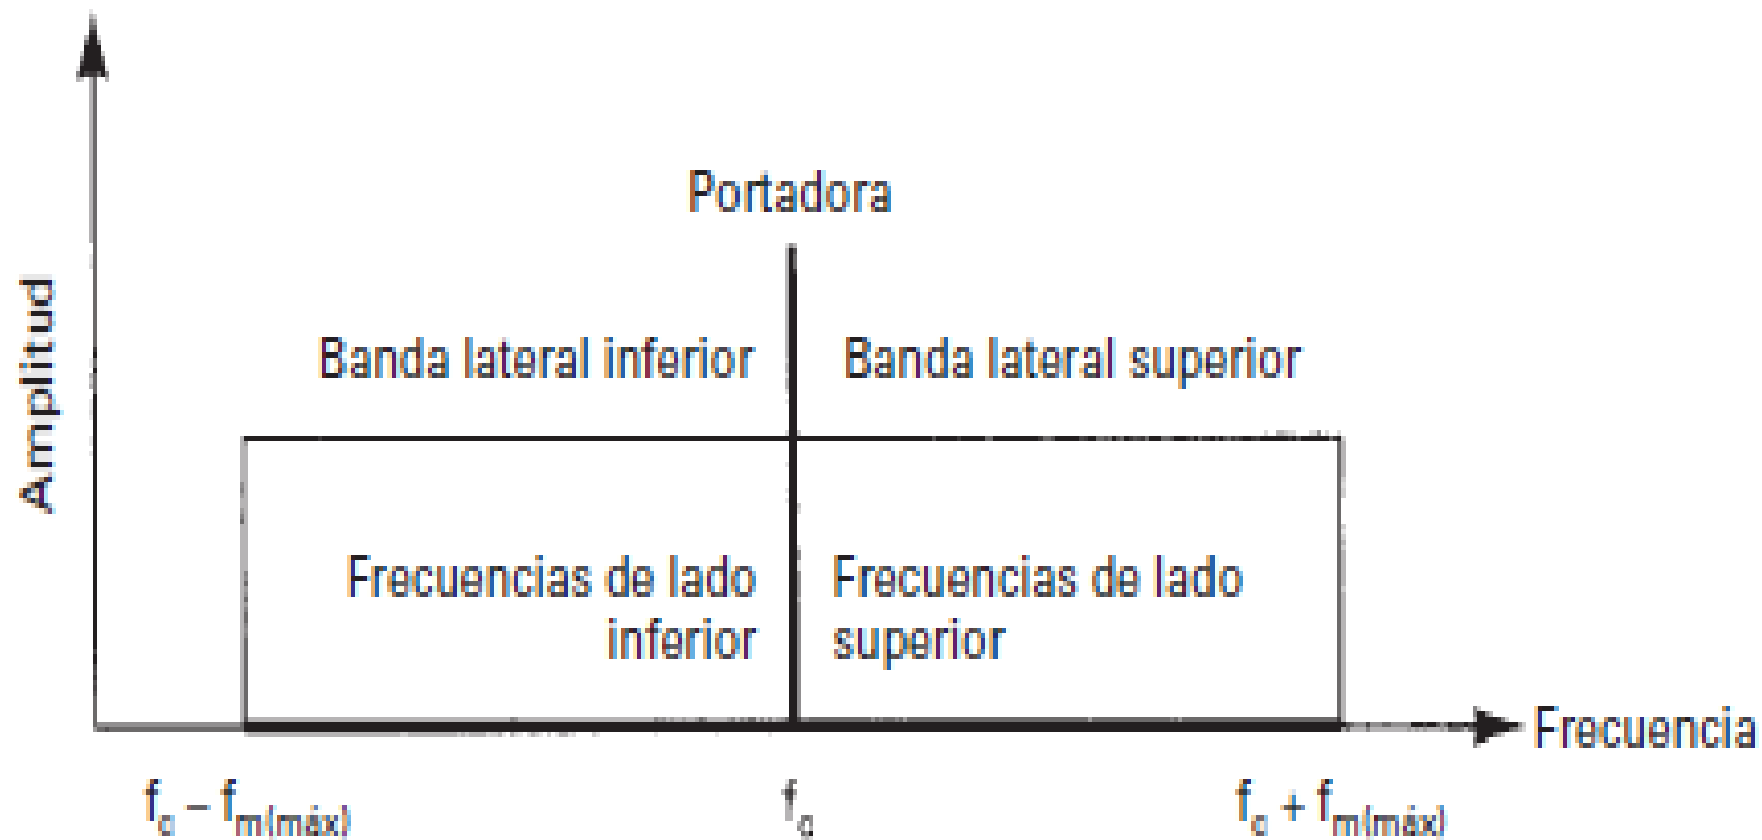 Portadora
Amplitud
Banda lateral inferior
Banda lateral superior
Frecuencias de lado
inferior
Frecuencias de lado
superior
Frecuencia
fc – fm(máx)
fc
fc + fm(máx)